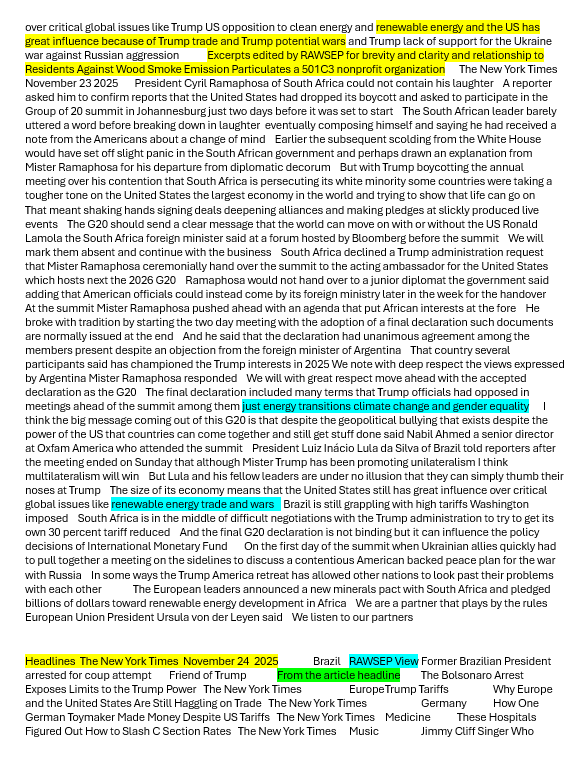 over critical global issues like Trump US opposition to clean energy and renewable energy and the US has
great influence because of Trump trade and Trump potential wars and Trump lack of support for the Ukraine
war against Russian aggression Excerpts edited by RAWSEP for brevity and clarity and relationship to
Residents Against Wood Smoke Emission Particulates a 501C3 nonprofit organization The New York Times
November 23 2025 President Cyril Ramaphosa of South Africa could not contain his laughter A reporter
asked him to confirm reports that the United States had dropped its boycott and asked to participate in the
Group of 20 summit in Johannesburg just two days before it was set to start The South African leader barely
uttered a word before breaking down in laughter eventually composing himself and saying he had received a
note from the Americans about a change of mind Earlier the subsequent scolding from the White House
would have set off slight panic in the South African government and perhaps drawn an explanation from
Mister Ramaphosa for his departure from diplomatic decorum But with Trump boycotting the annual
meeting over his contention that South Africa is persecuting its white minority some countries were taking a
tougher tone on the United States the largest economy in the world and trying to show that life can go on
That meant shaking hands signing deals deepening alliances and making pledges at slickly produced live
events The G20 should send a clear message that the world can move on with or without the US Ronald
Lamola the South Africa foreign minister said at a forum hosted by Bloomberg before the summit We will
mark them absent and continue with the business South Africa declined a Trump administration request
that Mister Ramaphosa ceremonially hand over the summit to the acting ambassador for the United States
which hosts next the 2026 G20 Ramaphosa would not hand over to a junior diplomat the government said
adding that American officials could instead come by its foreign ministry later in the week for the handover
At the summit Mister Ramaphosa pushed ahead with an agenda that put African interests at the fore He
broke with tradition by starting the two day meeting with the adoption of a final declaration such documents
are normally issued at the end And he said that the declaration had unanimous agreement among the
members present despite an objection from the foreign minister of Argentina That country several
participants said has championed the Trump interests in 2025 We note with deep respect the views expressed
by Argentina Mister Ramaphosa responded We will with great respect move ahead with the accepted
declaration as the G20 The final declaration included many terms that Trump officials had opposed in
meetings ahead of the summit among them just energy transitions climate change and gender equality I
think the big message coming out of this G20 is that despite the geopolitical bullying that exists despite the
power of the US that countries can come together and still get stuff done said Nabil Ahmed a senior director
at Oxfam America who attended the summit President Luiz Inácio Lula da Silva of Brazil told reporters after
the meeting ended on Sunday that although Mister Trump has been promoting unilateralism I think
multilateralism will win But Lula and his fellow leaders are under no illusion that they can simply thumb their
noses at Trump The size of its economy means that the United States still has great influence over critical
global issues like renewable energy trade and wars Brazil is still grappling with high tariffs Washington
imposed South Africa is in the middle of difficult negotiations with the Trump administration to try to get its
own 30 percent tariff reduced And the final G20 declaration is not binding but it can influence the policy
decisions of International Monetary Fund On the first day of the summit when Ukrainian allies quickly had
to pull together a meeting on the sidelines to discuss a contentious American backed peace plan for the war
with Russia In some ways the Trump America retreat has allowed other nations to look past their problems
with each other The European leaders announced a new minerals pact with South Africa and pledged
billions of dollars toward renewable energy development in Africa We are a partner that plays by the rules
European Union President Ursula von der Leyen said We listen to our partners
Headlines The New York Times November 24 2025 Brazil RAWSEP View Former Brazilian President
arrested for coup attempt Friend of Trump From the article headline The Bolsonaro Arrest
Exposes Limits to the Trump Power The New York Times EuropeTrump Tariffs Why Europe
and the United States Are Still Haggling on Trade The New York Times Germany How One
German Toymaker Made Money Despite US Tariffs The New York Times Medicine These Hospitals
Figured Out How to Slash C Section Rates The New York Times Music Jimmy Cliff Singer Who